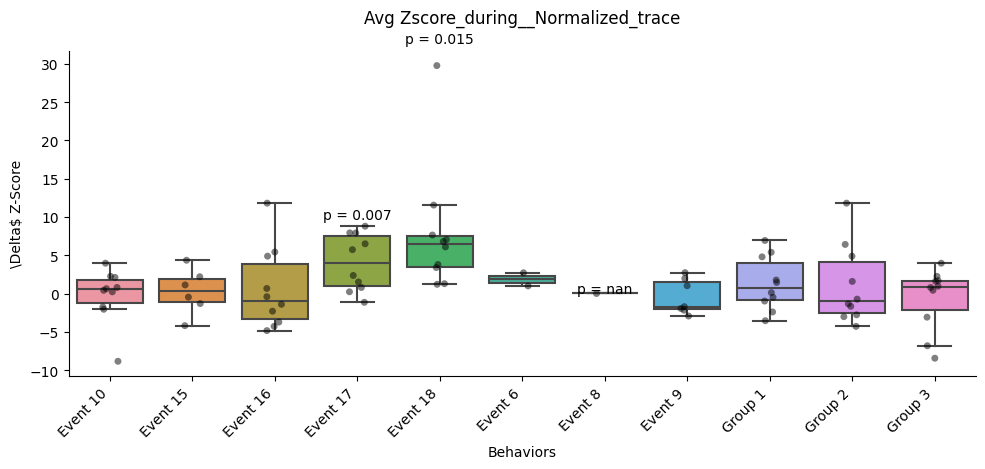 Avg Zscore_during__Normalized_trace
p = 0.015
30
25
20
15
10
5
0
−5
−10
\Delta$ Z-Score
p = 0.007
p = nan
Event 10
Event 15
Event 16
Event 17
Event 18
Event 6
Event 8
Event 9
Group 1
Group 2
Group 3
Behaviors